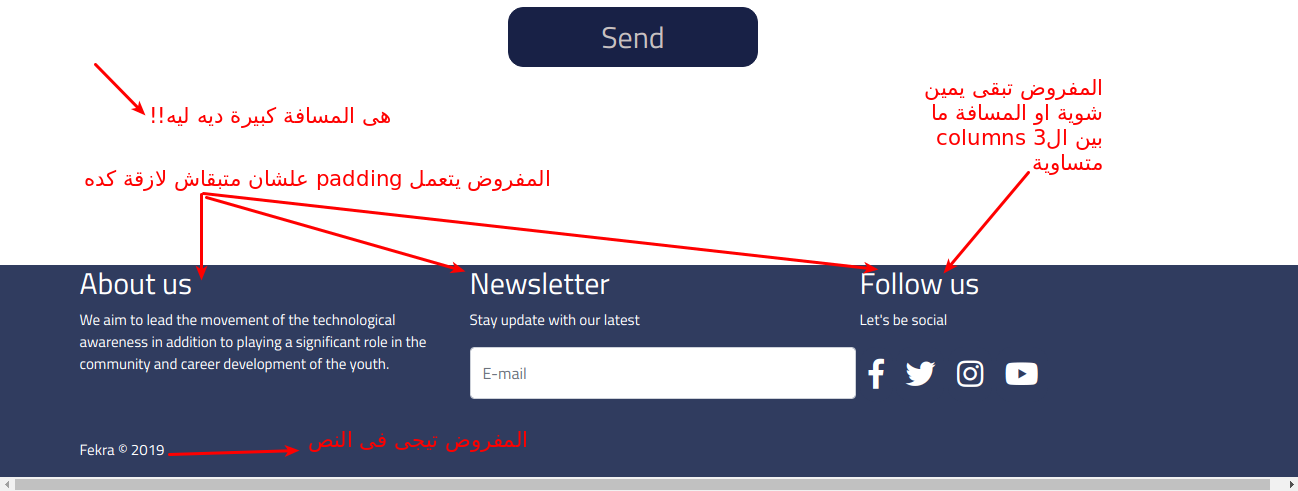 Send
المفروض تبقى يمين
شوية او المسافة ما
بين ال3 columns
متساوية
هى المسافة كبيرة ديه ليه!!
المفروض يتعمل padding علشان متبقاش لازقة كده
About us
We aim to lead the movement of the technological
awareness in addition to playing a significant role in the
community and career development of the youth.
Newsletter
Stay update with our latest
E-mail
Follow us
Let's be social
Fekra © 2019
المفروض تيجى فى النص